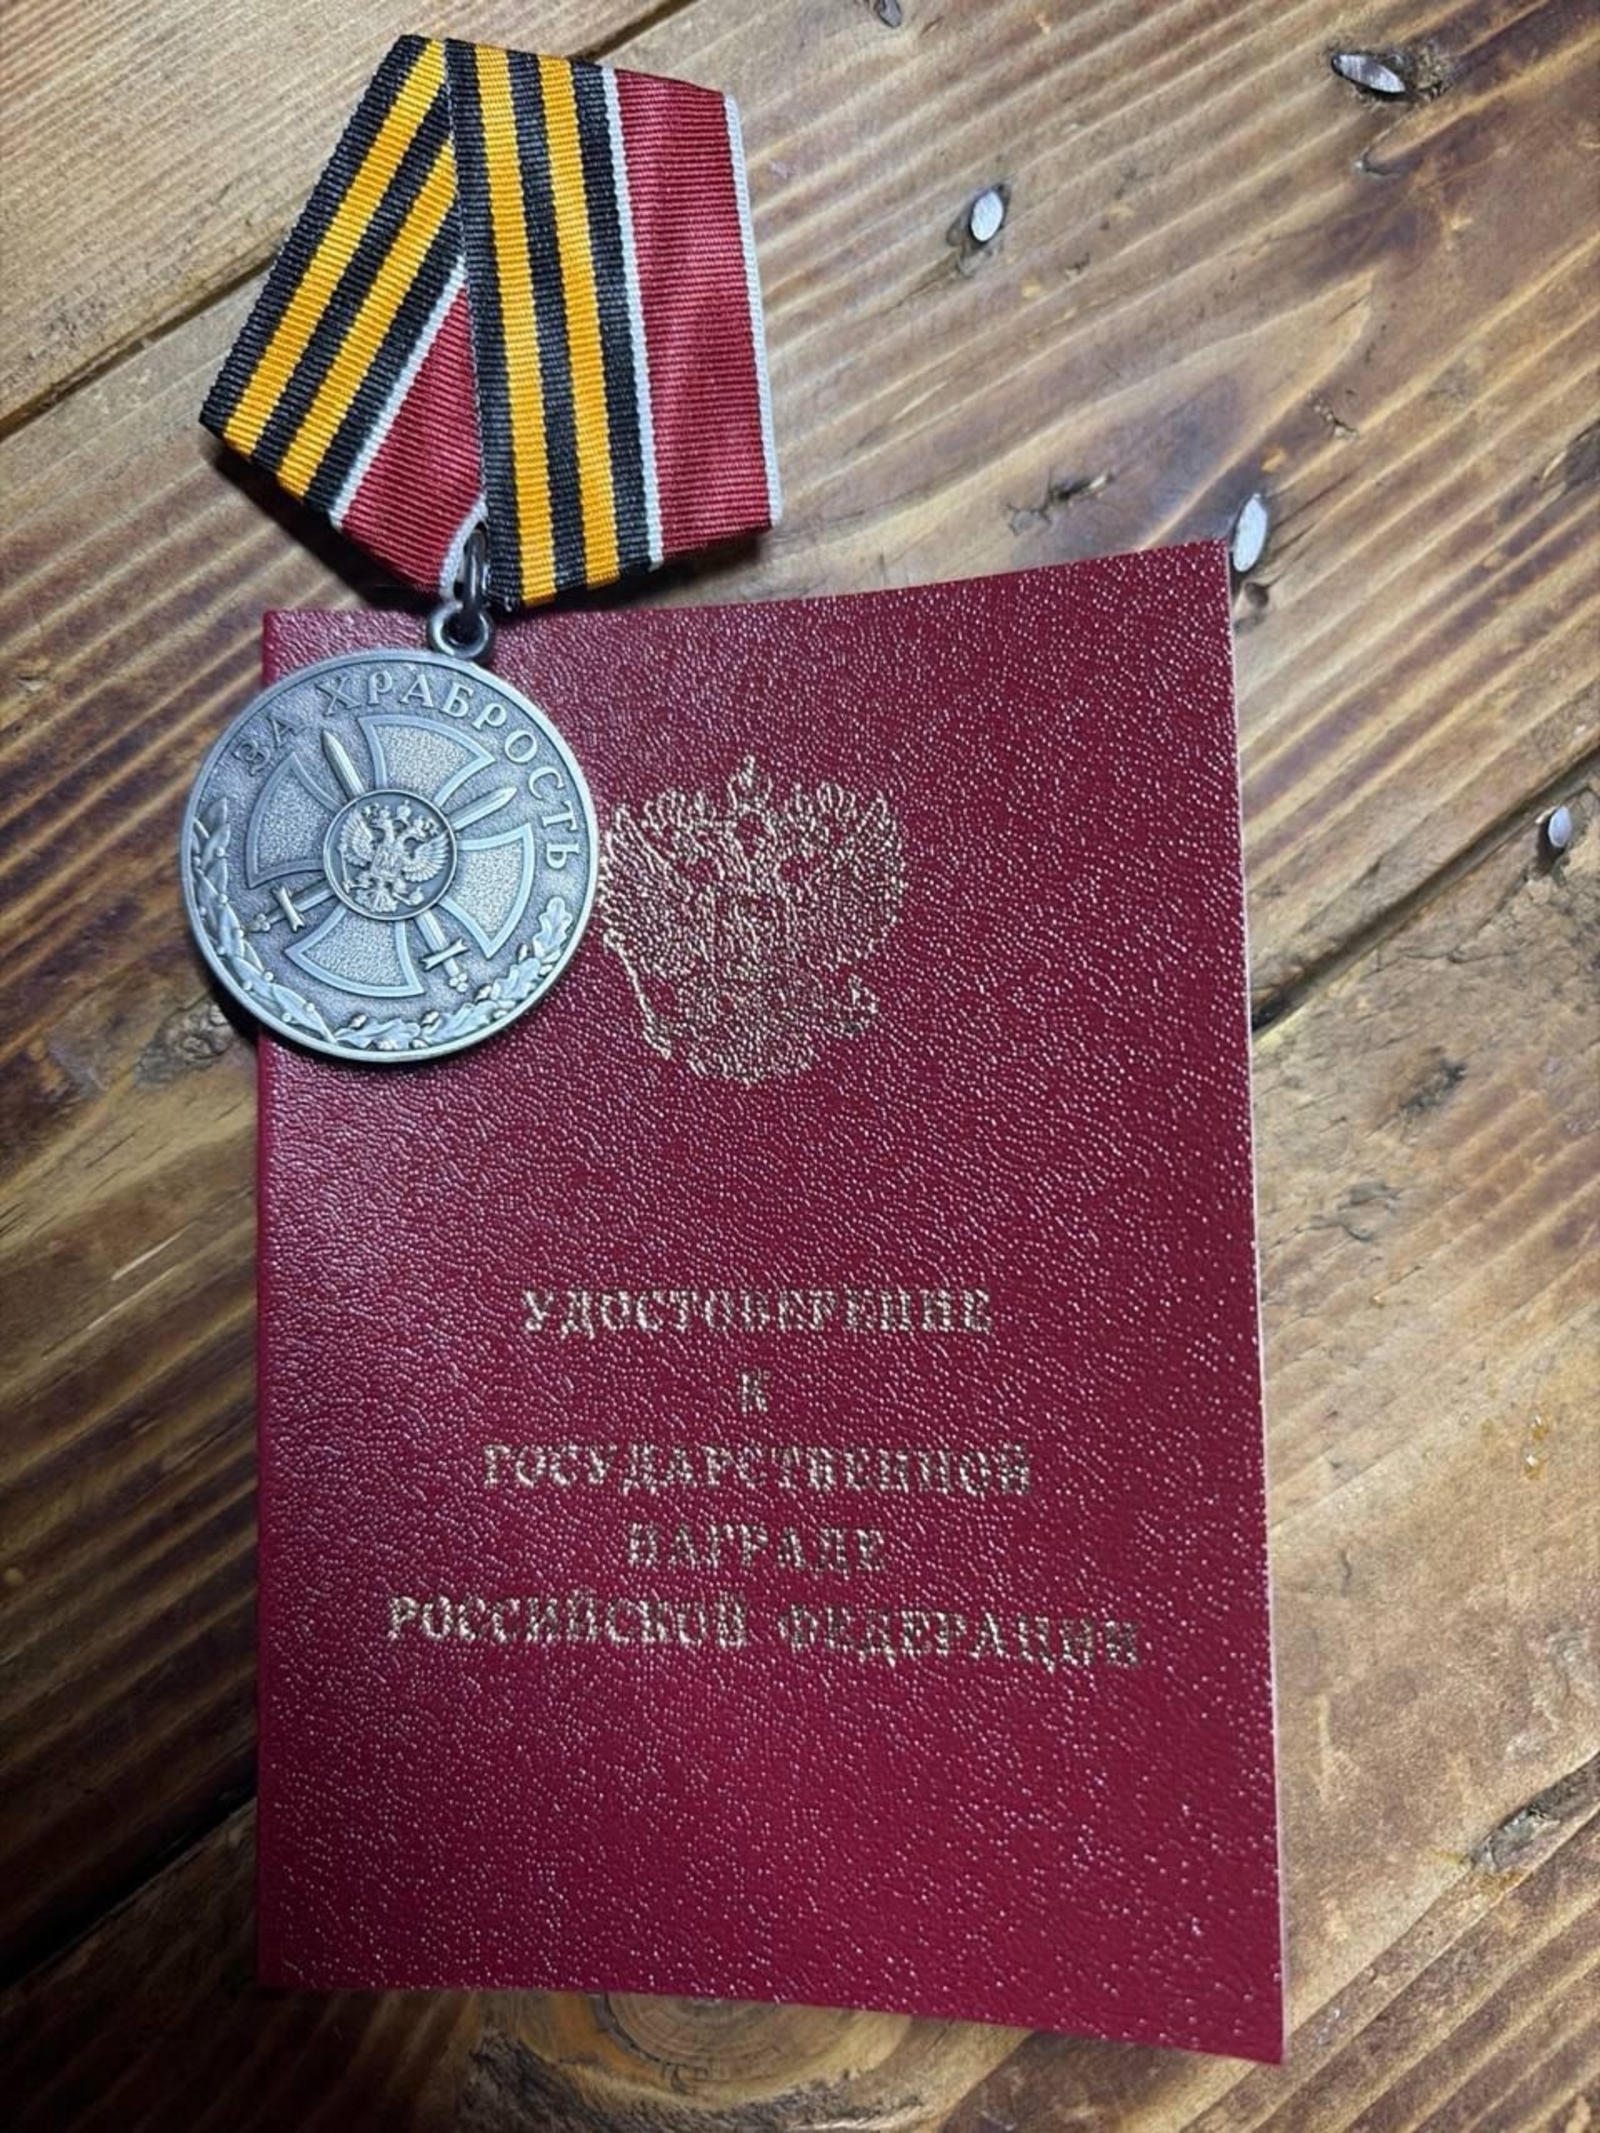 ЗА ХРАБРОСТЬ
УДОСТОВЕРЕНИЕ
К
ГОСУДАРСТВЕННОЙ
НАГРАДЕ
РОССИЙСКОЙ ФЕДЕРАЦИИ